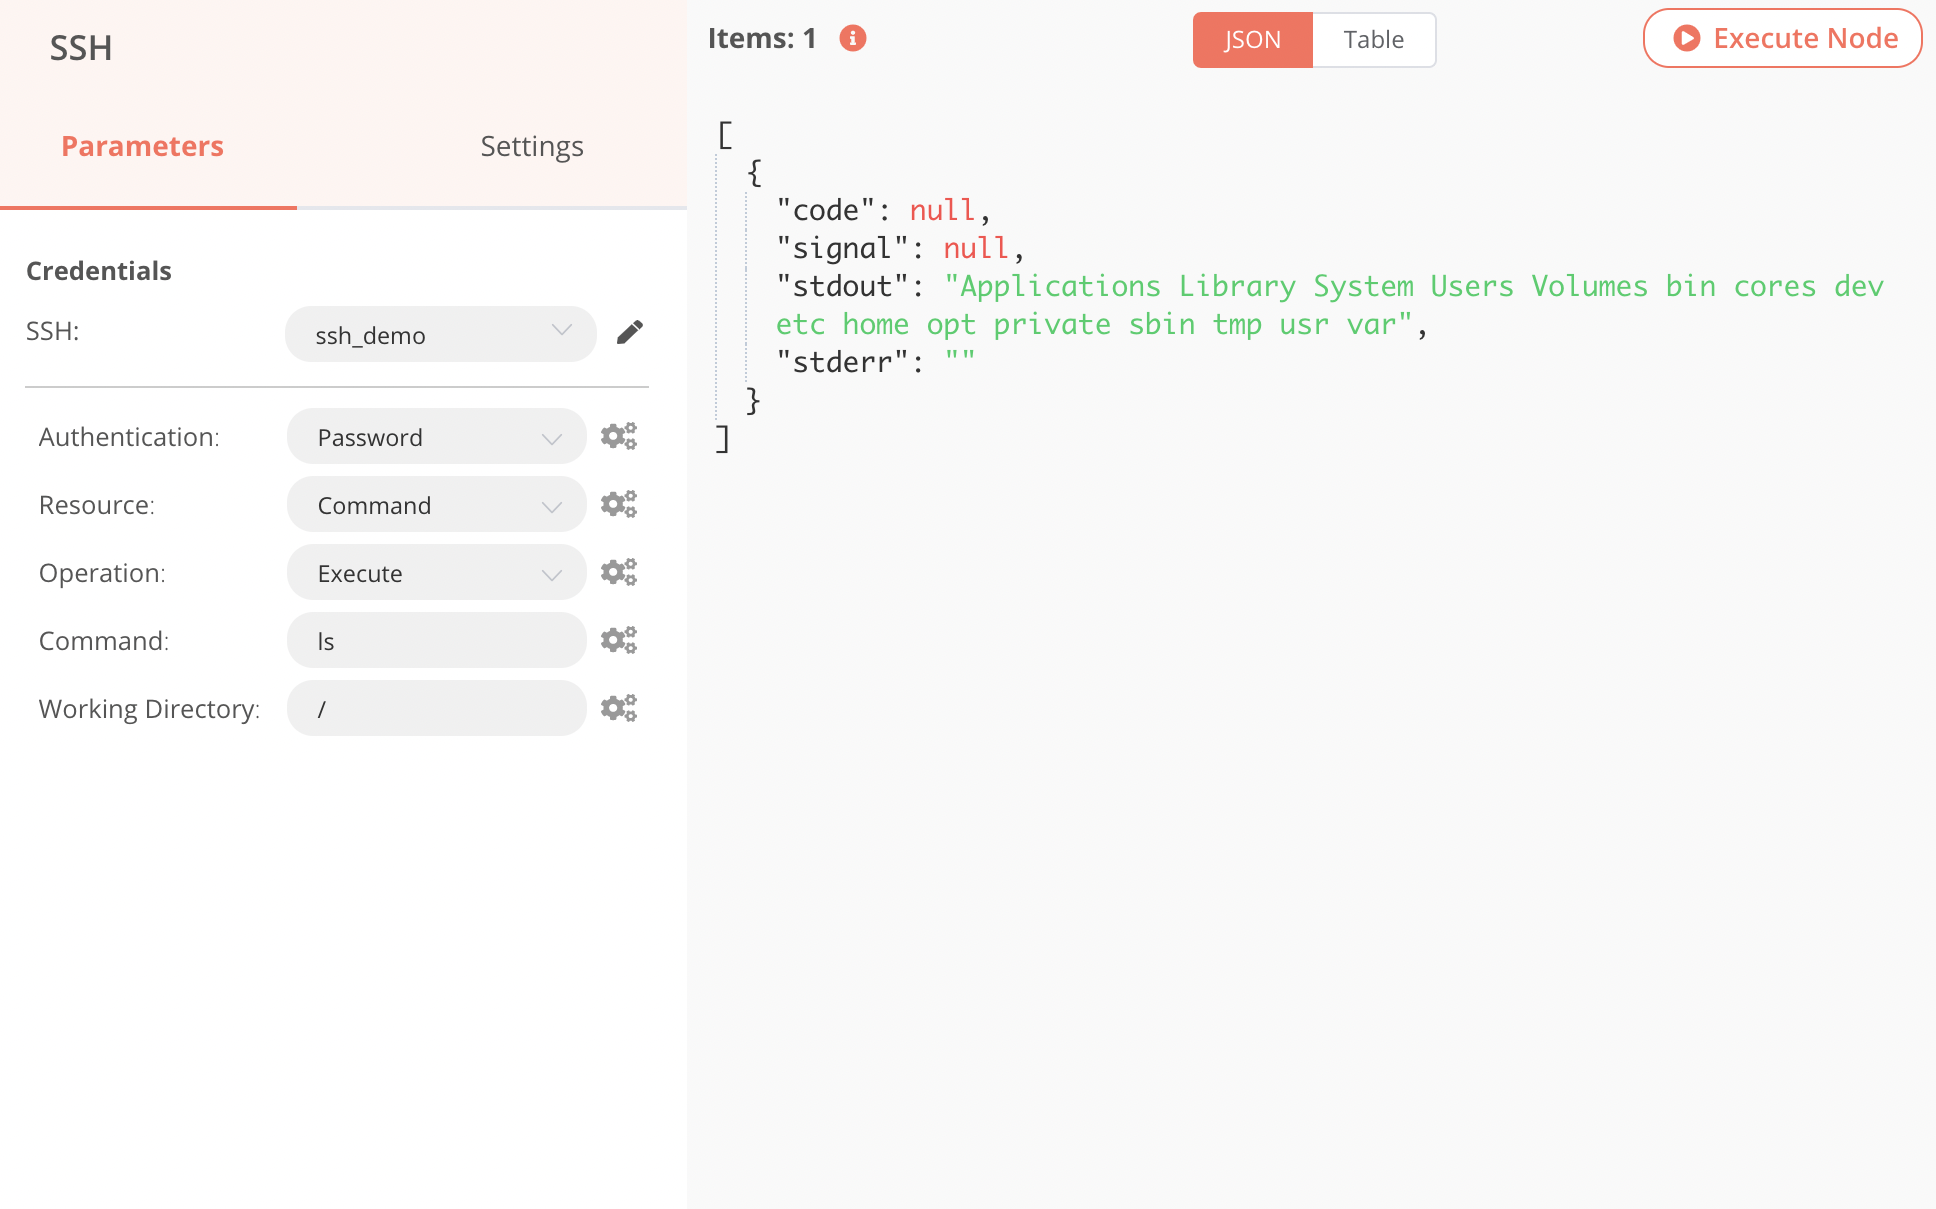 SSH
Parameters
Settings
Credentials
SSH:
ssh_demo
Authentication:
Password
Resource:
Command
Operation:
Execute
Command:
ls
Working Directory:
/
Items: 1
JSON
Table
Execute Node
[
{
"code": null,
"signal": null,
"stdout": "Applications Library System Users Volumes bin cores dev
etc home opt private sbin tmp usr var",
"stderr": ""
}
]